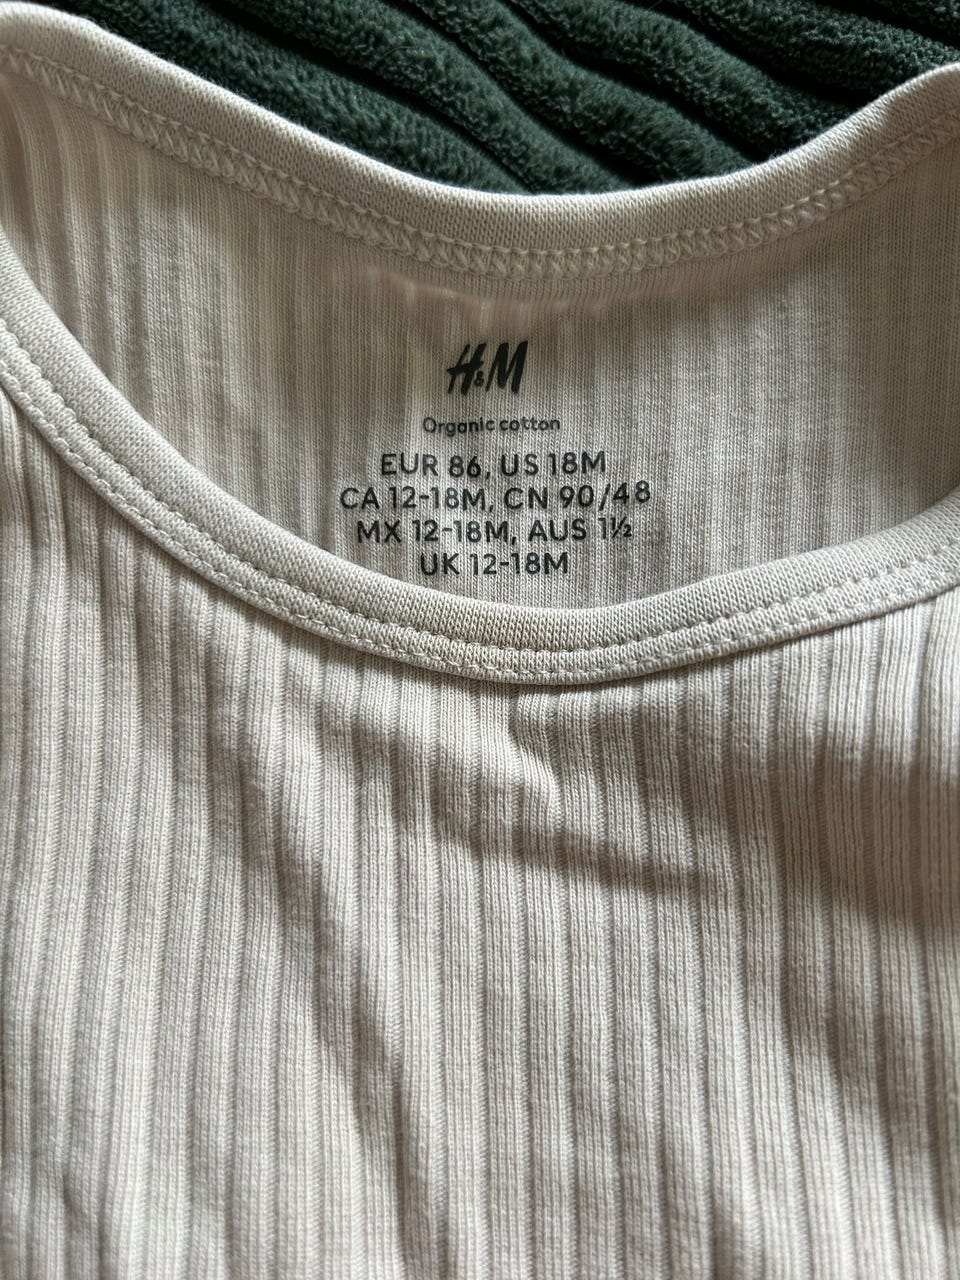 H&M
Organic cotton
EUR 86, US 18M
CA 12-18M, CN 90/48
MX 12-18M, AUS 1½
UK 12-18M